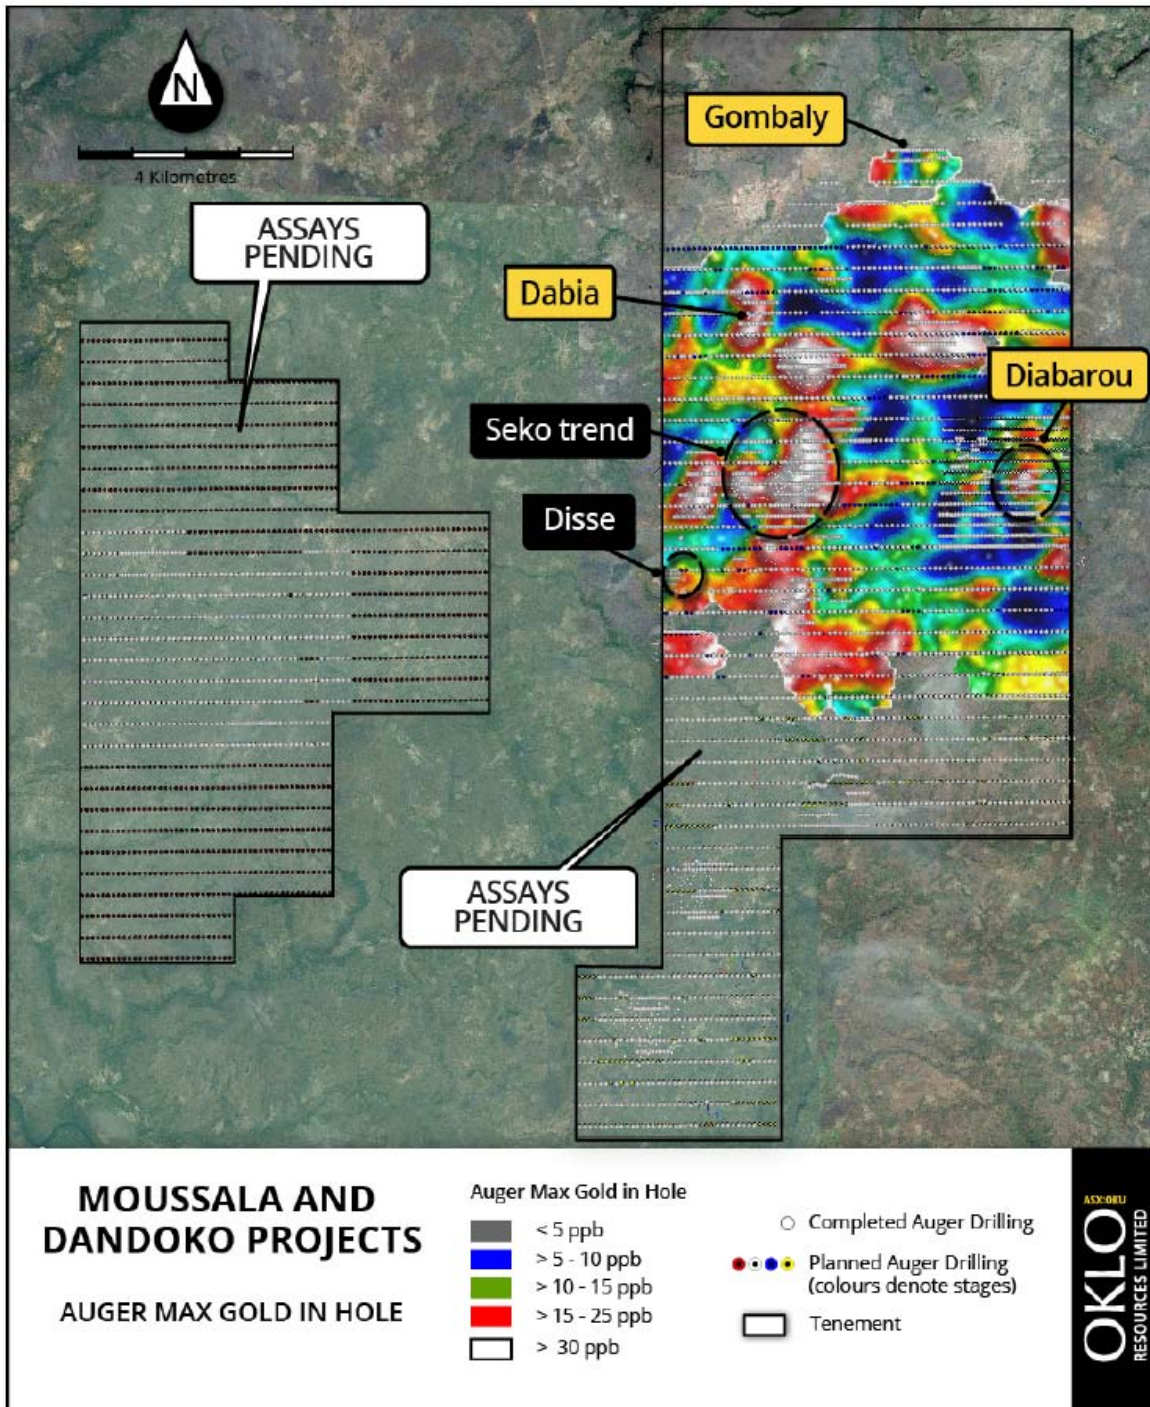 N
4 Kilometres
Gombaly
ASSAYS
PENDING
Dabia
Diabarou
Seko trend
Disse
ASSAYS
PENDING
MOUSSALA AND
DANDOKO PROJECTS
AUGER MAX GOLD IN HOLE
Auger Max Gold in Hole
< 5 ppb
> 5 - 10 ppb
> 10 - 15 ppb
> 15 - 25 ppb
> 30 ppb
Completed Auger Drilling
Planned Auger Drilling
(colours denote stages)
Tenement
ASX:OKU
OKLO
RESOURCES LIMITED